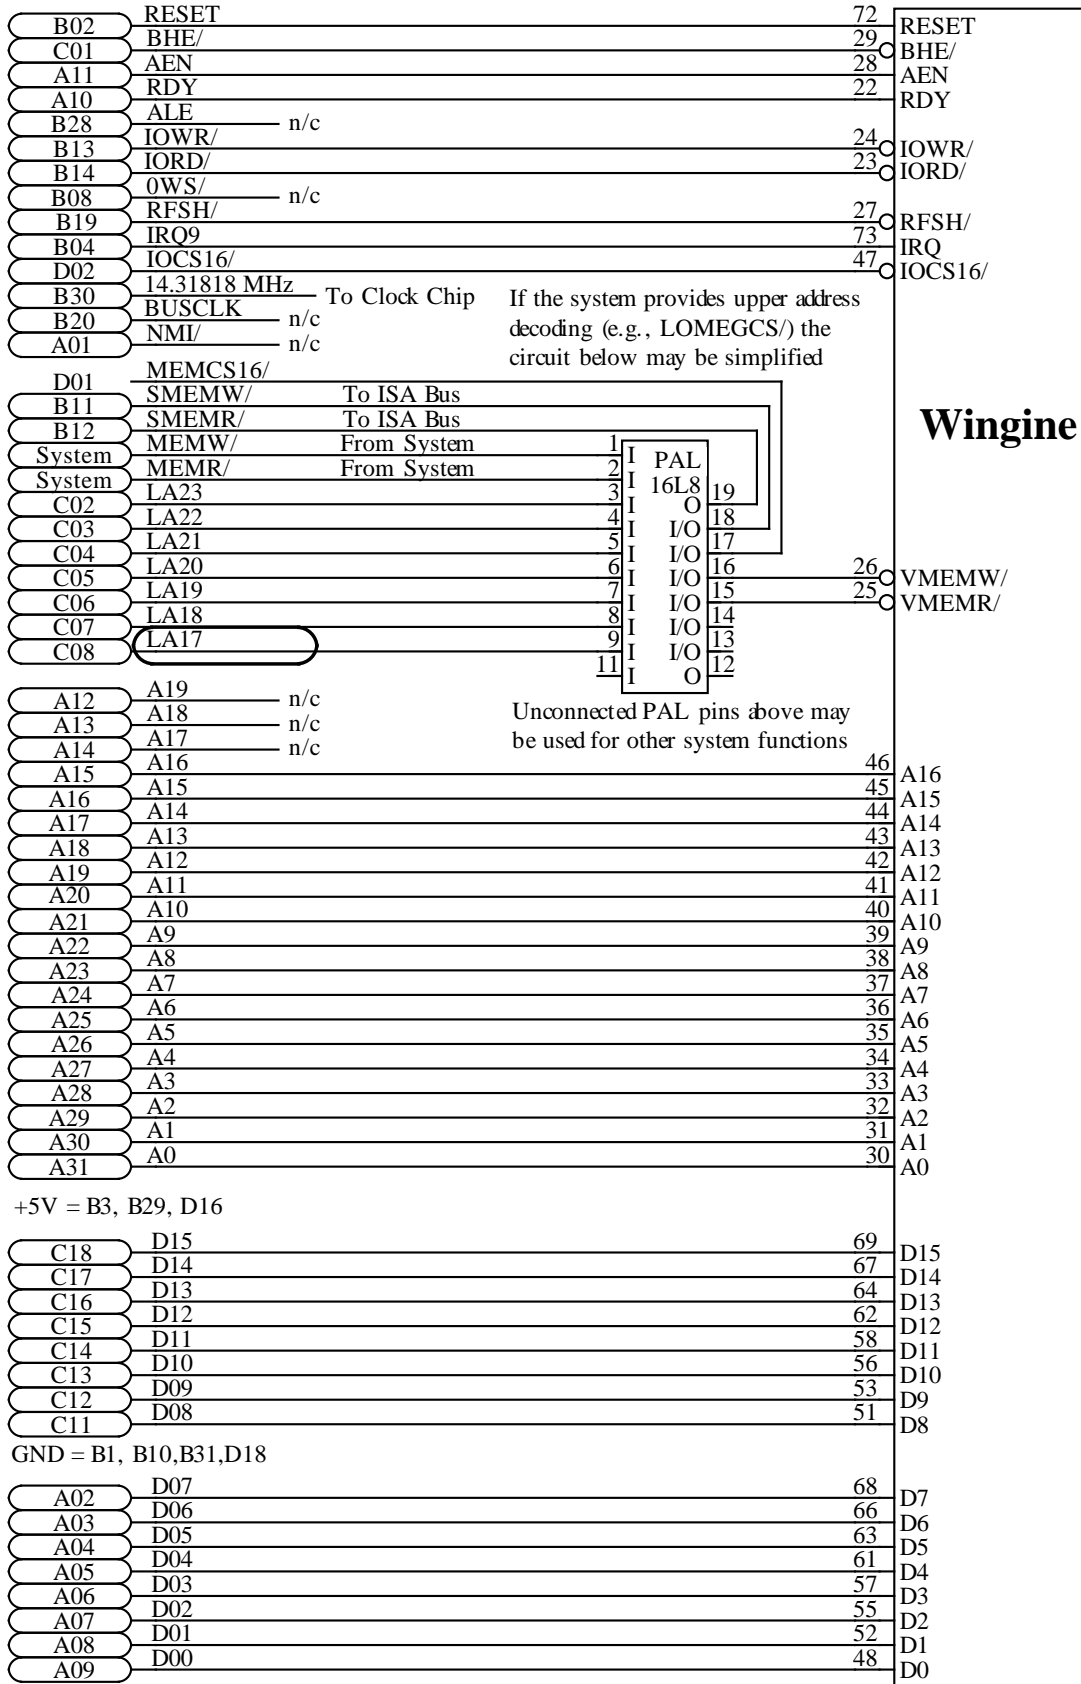 B02 RESET 72 RESET
C01 BHE/ 29 BHE/
A11 AEN 28 AEN
A10 RDY 22 RDY
B28 ALE n/c
B13 IOWR/ 24 IOWR/
B14 IORD/ 23 IORD/
B08 0WS/ n/c
B19 RFSH/ 27 RFSH/
B04 IRQ9 73 IRQ
D02 IOCS16/ 47 IOCS16/
B30 14.31818 MHz To Clock Chip
B20 BUSCLK n/c
A01 NMI/ n/c
If the system provides upper address
decoding (e.g., LOMEGCS/) the
circuit below may be simplified
D01 MEMCS16/
B11 SMEMW/ To ISA Bus
B12 SMEMR/ To ISA Bus
Wingine
System MEMW/ From System 1 I PAL
System MEMR/ From System 2 I 16L8
C02 LA23 3 I O 19
C03 LA22 4 I I/O 18
C04 LA21 5 I I/O 17
C05 LA20 6 I I/O 16 26 VMEMW/
C06 LA19 7 I I/O 15 25 VMEMR/
C07 LA18 8 I I/O 14
C08 LA17 9 I I/O 13
11 I O 12
A12 A19 n/c
A13 A18 n/c
A14 A17 n/c
Unconnected PAL pins above may
be used for other system functions
A15 A16 46 A16
A16 A15 45 A15
A17 A14 44 A14
A18 A13 43 A13
A19 A12 42 A12
A20 A11 41 A11
A21 A10 40 A10
A22 A9 39 A9
A23 A8 38 A8
A24 A7 37 A7
A25 A6 36 A6
A26 A5 35 A5
A27 A4 34 A4
A28 A3 33 A3
A29 A2 32 A2
A30 A1 31 A1
A31 A0 30 A0
+5V = B3, B29, D16
C18 D15 69 D15
C17 D14 67 D14
C16 D13 64 D13
C15 D12 62 D12
C14 D11 58 D11
C13 D10 56 D10
C12 D09 53 D9
C11 D08 51 D8
GND = B1, B10,B31,D18
A02 D07 68 D7
A03 D06 66 D6
A04 D05 63 D5
A05 D04 61 D4
A06 D03 57 D3
A07 D02 55 D2
A08 D01 52 D1
A09 D00 48 D0